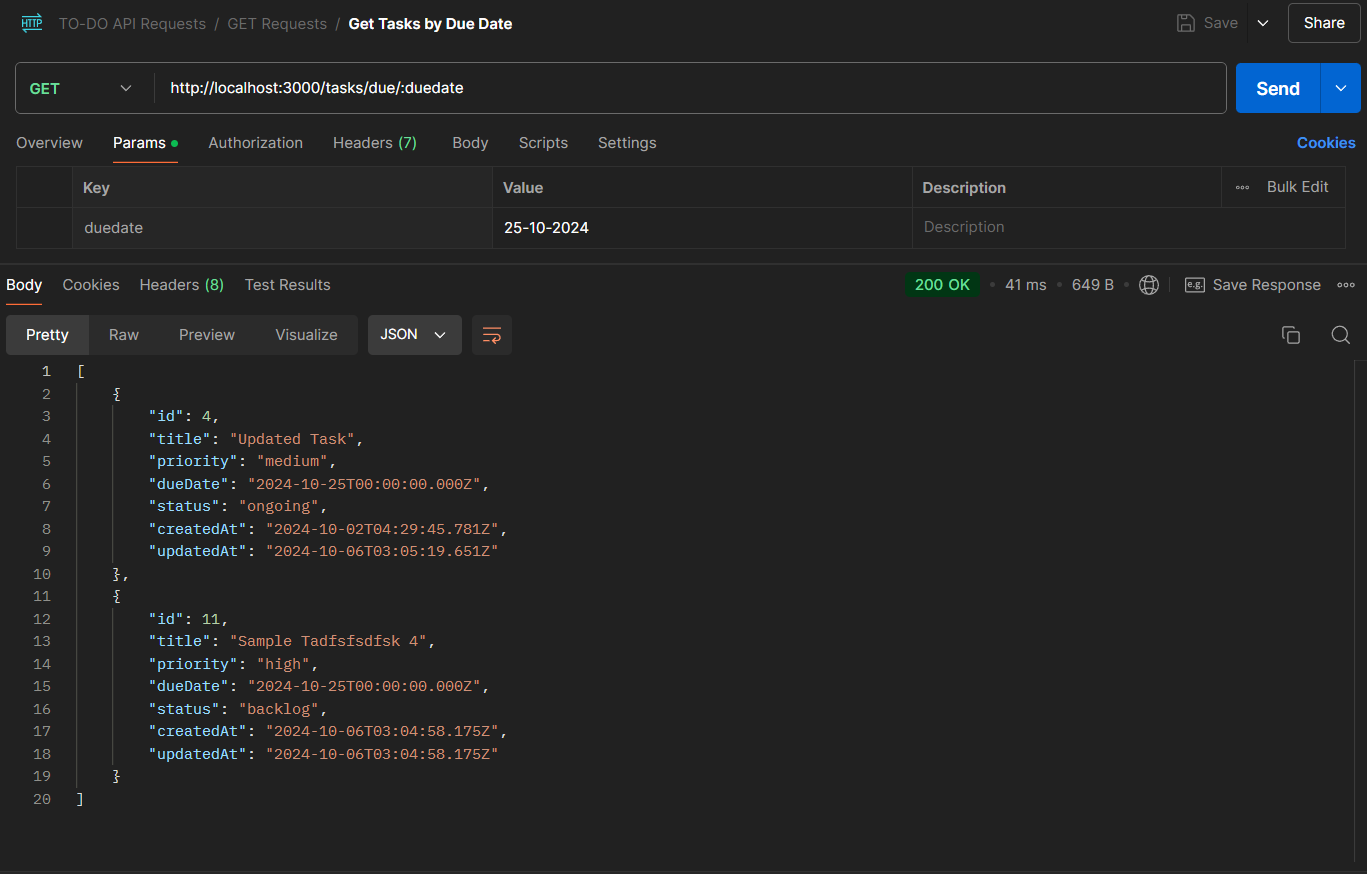 HTTP TO-DO API Requests / GET Requests / Get Tasks by Due Date Save Share
GET http://localhost:3000/tasks/due/:duedate Send
Overview Params Authorization Headers (7) Body Scripts Settings Cookies
Key Value Description Bulk Edit
duedate 25-10-2024 Description
Body Cookies Headers (8) Test Results 200 OK 41 ms 649 B e.g. Save Response
Pretty Raw Preview Visualize JSON
1 [
2 {
3 "id": 4,
4 "title": "Updated Task",
5 "priority": "medium",
6 "dueDate": "2024-10-25T00:00:00.000Z",
7 "status": "ongoing",
8 "createdAt": "2024-10-02T04:29:45.781Z",
9 "updatedAt": "2024-10-06T03:05:19.651Z"
10 },
11 {
12 "id": 11,
13 "title": "Sample Tadfsfsdfsk 4",
14 "priority": "high",
15 "dueDate": "2024-10-25T00:00:00.000Z",
16 "status": "backlog",
17 "createdAt": "2024-10-06T03:04:58.175Z",
18 "updatedAt": "2024-10-06T03:04:58.175Z"
19 }
20 ]